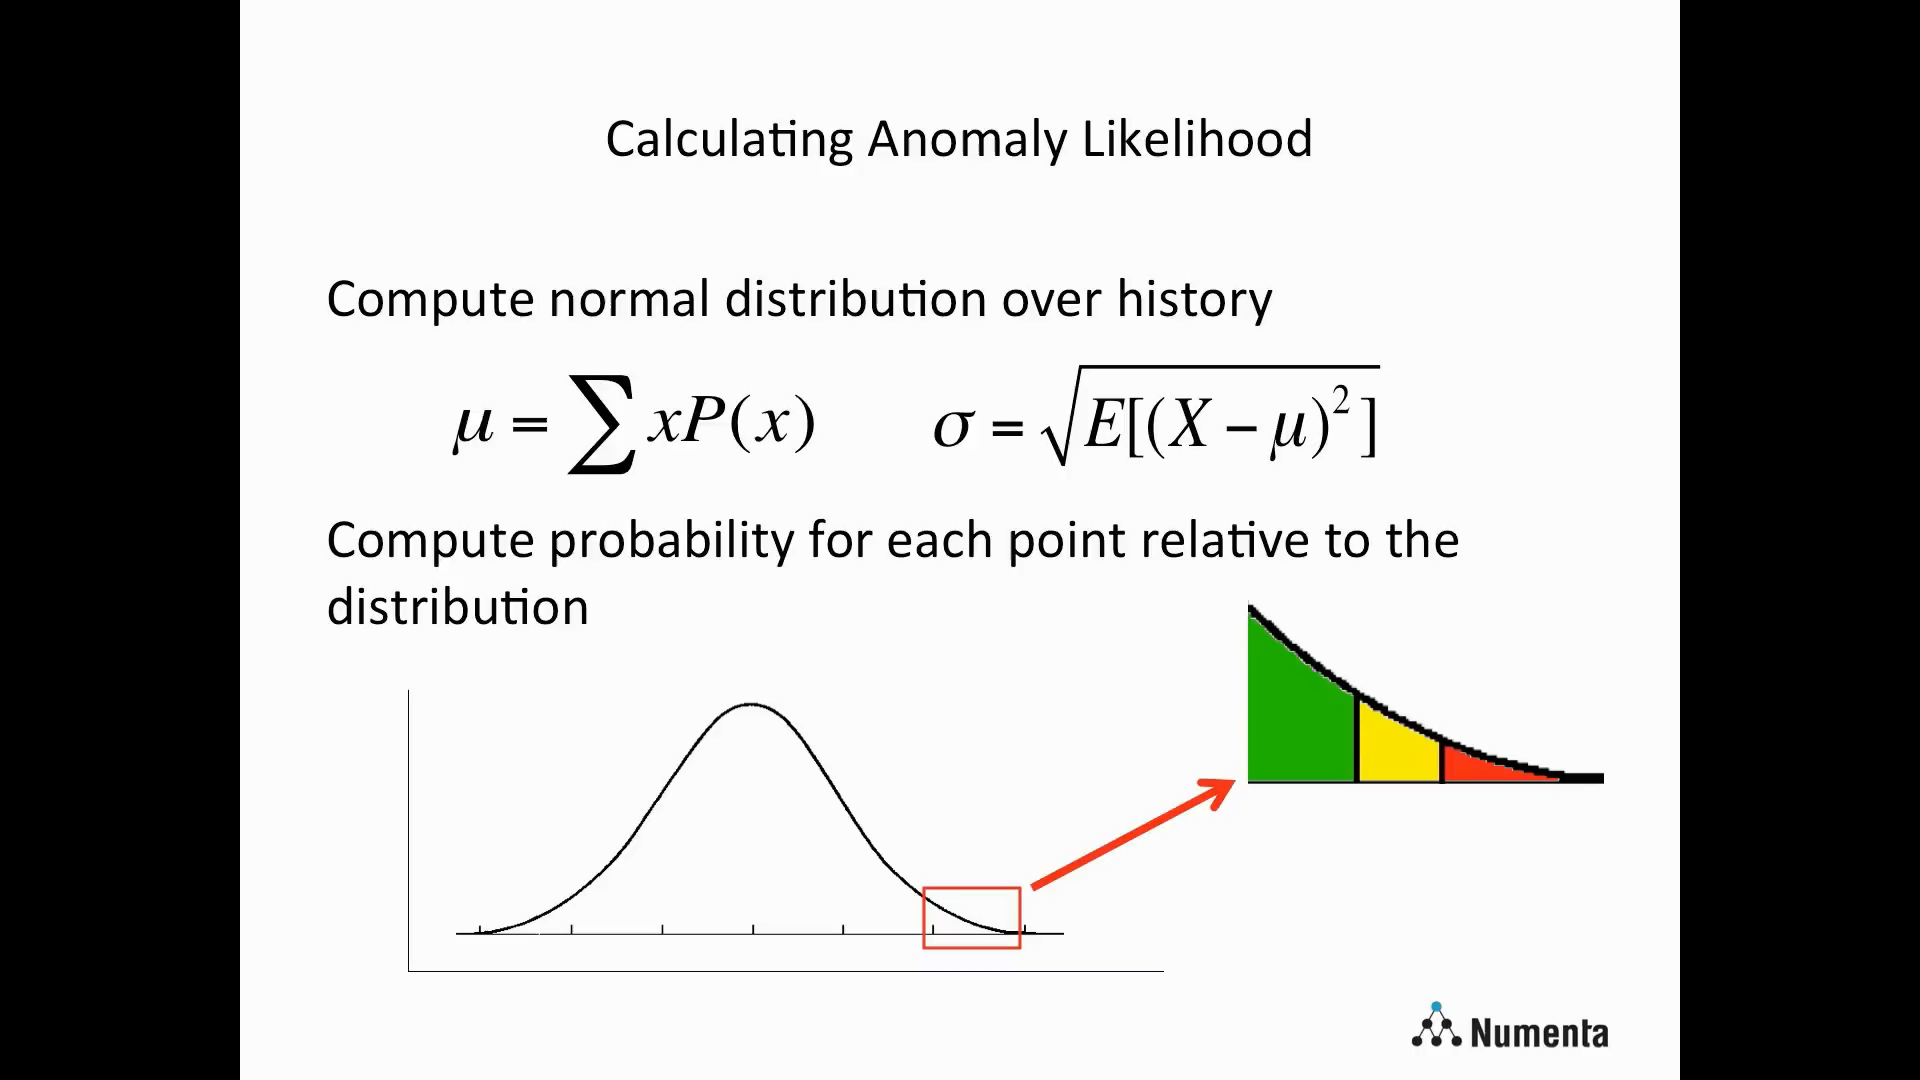 Calculating Anomaly Likelihood
Compute normal distribution over history
μ = ∑ xP(x)    σ = √E[(X − μ)²]
Compute probability for each point relative to the
distribution
Numenta